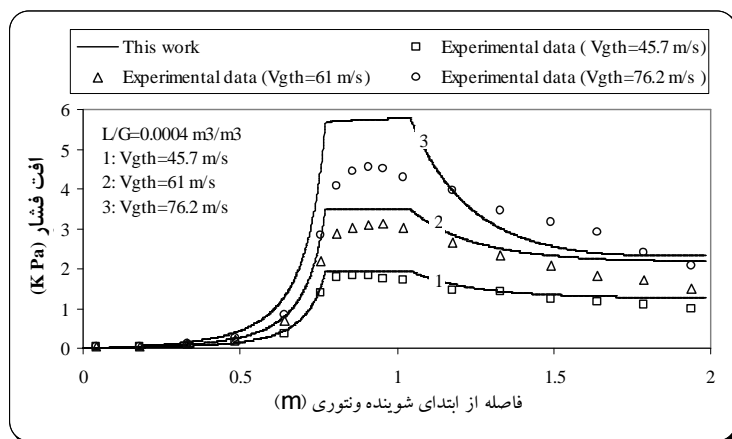 This work
Experimental data ( Vgth=45.7 m/s)
Experimental data (Vgth=61 m/s)
Experimental data (Vgth=76.2 m/s )
L/G=0.0004 m3/m3
1: Vgth=45.7 m/s
2: Vgth=61 m/s
3: Vgth=76.2 m/s
6
5
4
3
2
1
0
3
2
1
0
0.5
1
1.5
2
افت فشار (K Pa)
فاصله از ابتدای شوینده ونتوری (m)